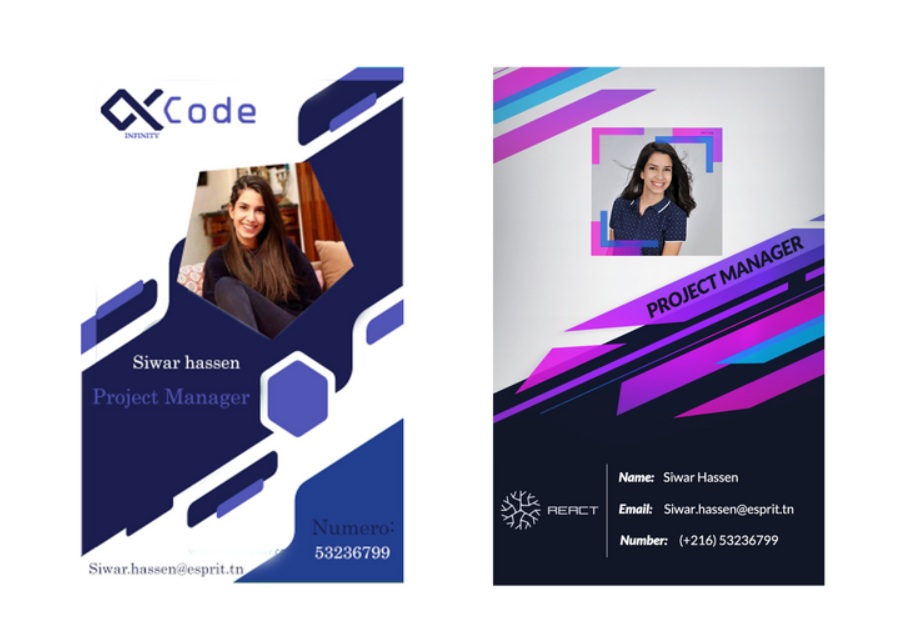 Code
INFINITY
Siwar hassen
Project Manager
Numero:
53236799
Siwar.hassen@esprit.tn
PROJECT MANAGER
REACT
Name: Siwar Hassen
Email: Siwar.hassen@esprit.tn
Number: (+216) 53236799